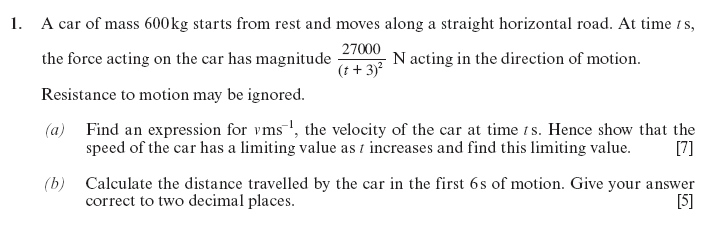 1. A car of mass 600kg starts from rest and moves along a straight horizontal road. At time t s,
the force acting on the car has magnitude 27000/(t + 3)² N acting in the direction of motion.
Resistance to motion may be ignored.
(a) Find an expression for v ms⁻¹, the velocity of the car at time t s. Hence show that the
speed of the car has a limiting value as t increases and find this limiting value. [7]
(b) Calculate the distance travelled by the car in the first 6s of motion. Give your answer
correct to two decimal places. [5]